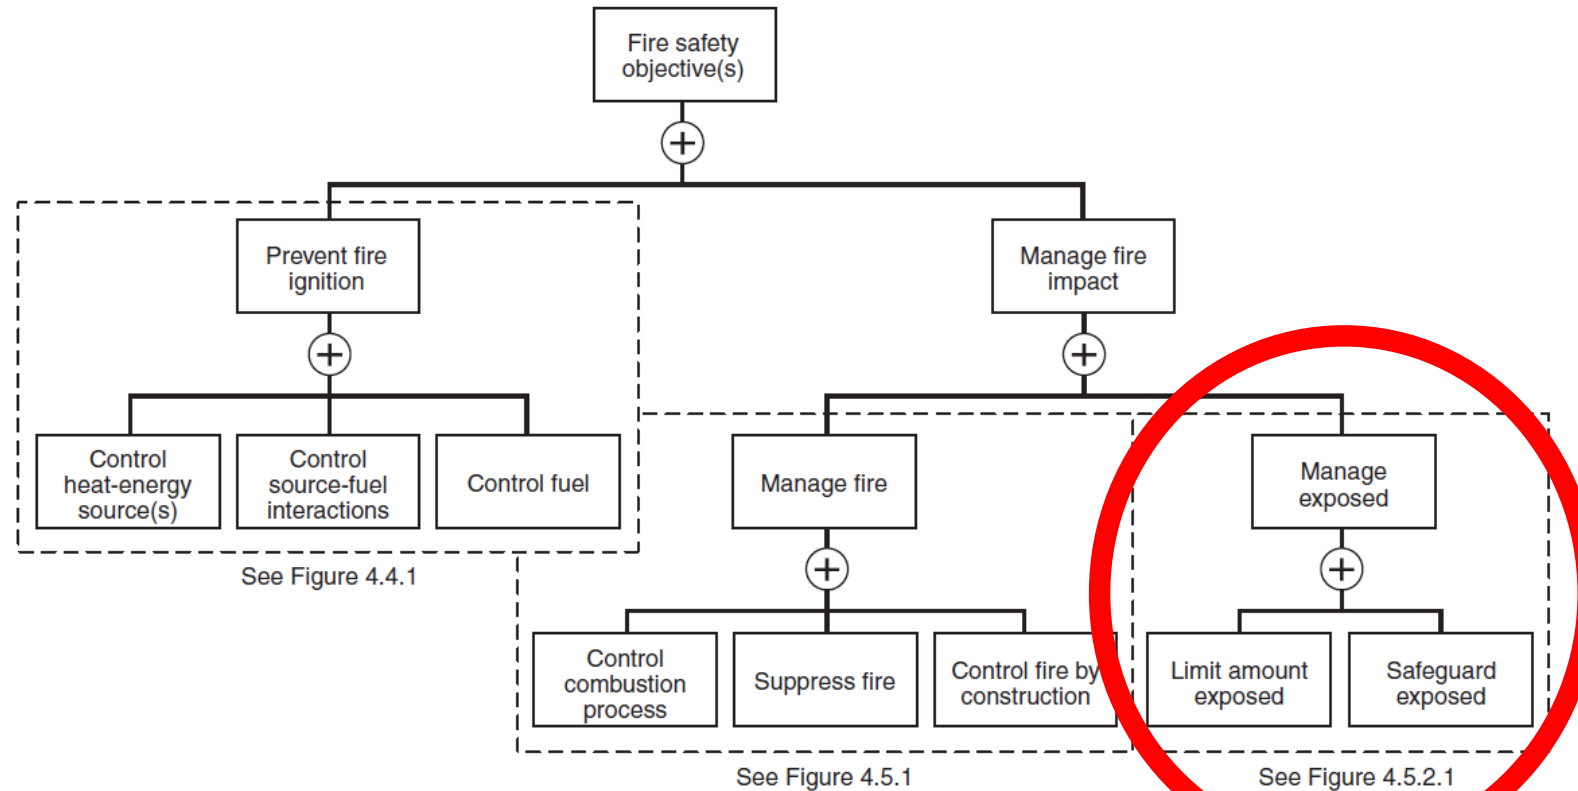 Fire safety
objective(s)
+
Prevent fire
ignition
Manage fire
impact
+
+
Control
heat-energy
source(s)
Control
source-fuel
interactions
Control fuel
Manage fire
Manage
exposed
See Figure 4.4.1
+
+
Control
combustion
process
Suppress fire
Control fire by
construction
Limit amount
exposed
Safeguard
exposed
See Figure 4.5.1
See Figure 4.5.2.1